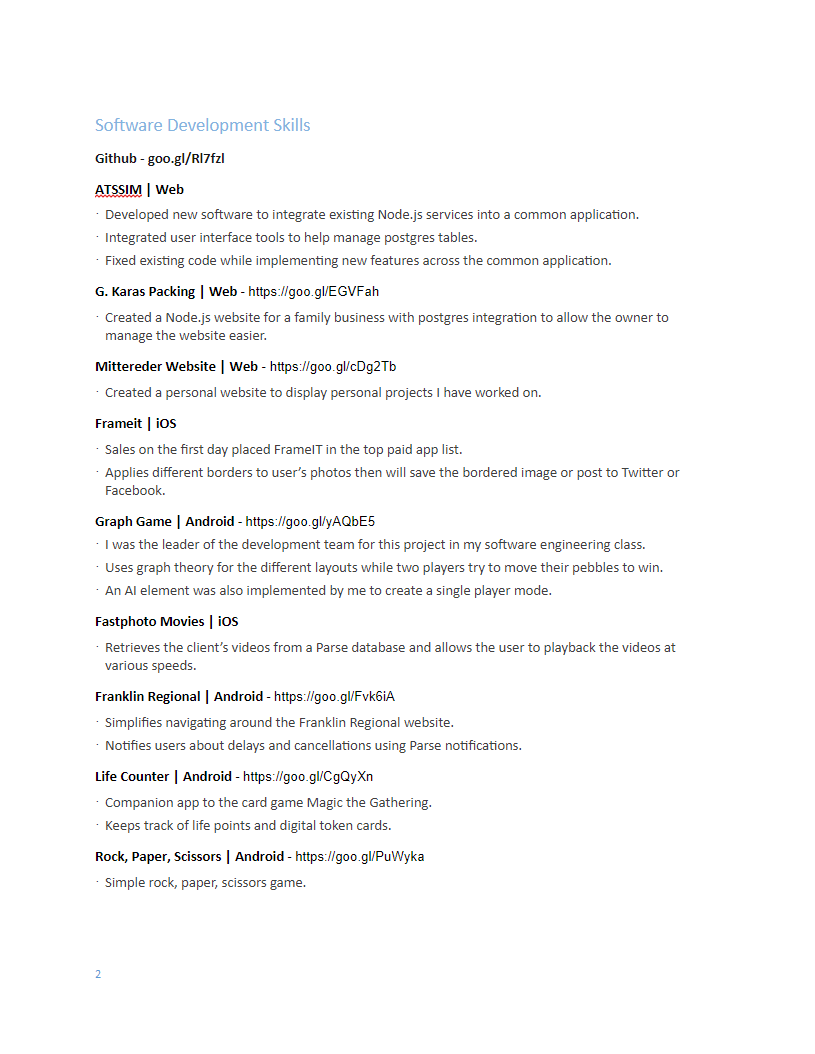 Software Development Skills
Github - goo.gl/Rl7fzl
ATSSIM | Web
· Developed new software to integrate existing Node.js services into a common application.
· Integrated user interface tools to help manage postgres tables.
· Fixed existing code while implementing new features across the common application.
G. Karas Packing | Web - https://goo.gl/EGVFah
· Created a Node.js website for a family business with postgres integration to allow the owner to
manage the website easier.
Mittereder Website | Web - https://goo.gl/cDg2Tb
· Created a personal website to display personal projects I have worked on.
Frameit | iOS
· Sales on the first day placed FrameIT in the top paid app list.
· Applies different borders to user’s photos then will save the bordered image or post to Twitter or
Facebook.
Graph Game | Android - https://goo.gl/yAQbE5
· I was the leader of the development team for this project in my software engineering class.
· Uses graph theory for the different layouts while two players try to move their pebbles to win.
· An AI element was also implemented by me to create a single player mode.
Fastphoto Movies | iOS
· Retrieves the client’s videos from a Parse database and allows the user to playback the videos at
various speeds.
Franklin Regional | Android - https://goo.gl/Fvk6iA
· Simplifies navigating around the Franklin Regional website.
· Notifies users about delays and cancellations using Parse notifications.
Life Counter | Android - https://goo.gl/CgQyXn
· Companion app to the card game Magic the Gathering.
· Keeps track of life points and digital token cards.
Rock, Paper, Scissors | Android - https://goo.gl/PuWyka
· Simple rock, paper, scissors game.
2